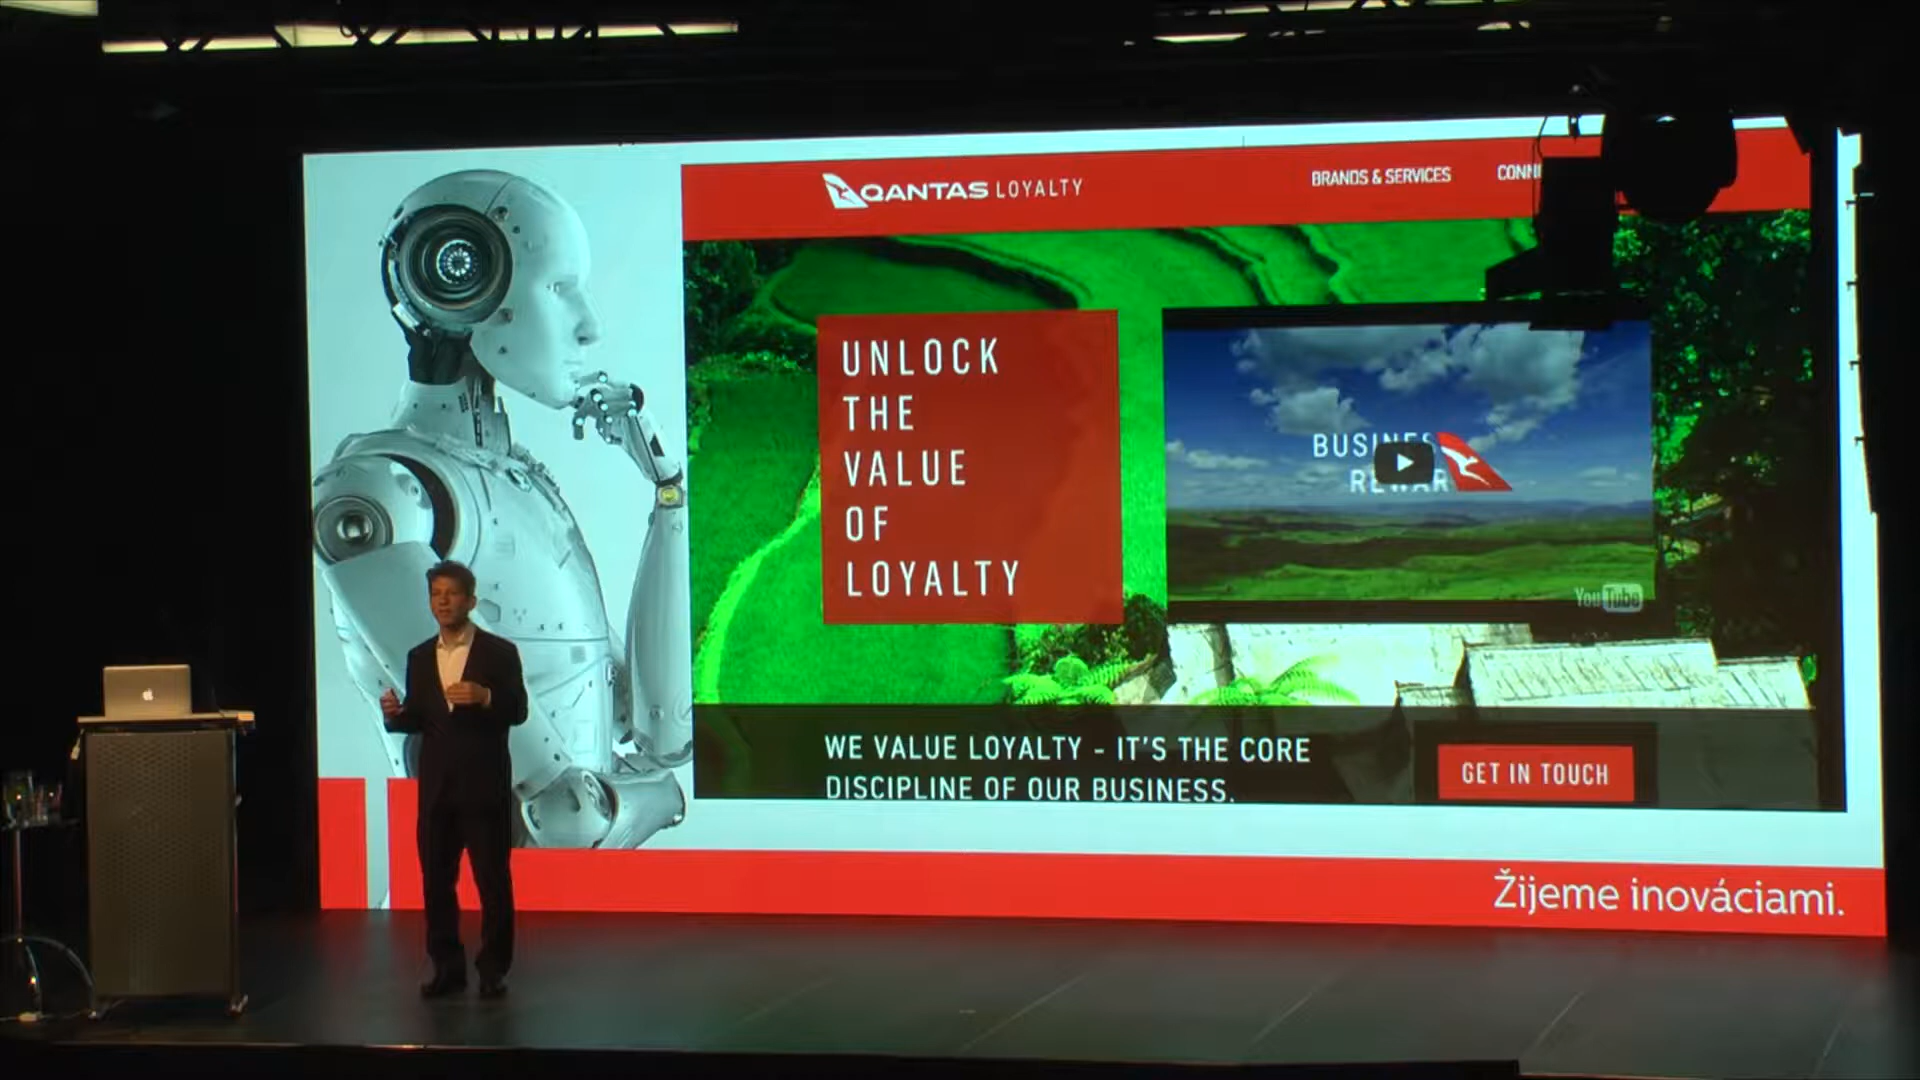 QANTAS LOYALTY
BRANDS & SERVICES
UNLOCK
THE
VALUE
OF
LOYALTY
YouTube
WE VALUE LOYALTY - IT'S THE CORE
DISCIPLINE OF OUR BUSINESS.
GET IN TOUCH
Žijeme inováciami.